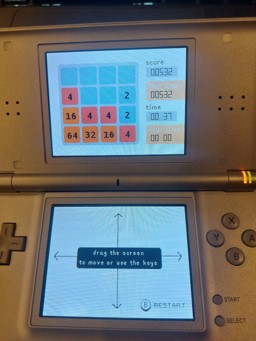 score
00532
4 2
00532
16 4 4 2
time
00 37
64 32 16 4
00 00
drag the screen
to move or use the keys
B RESTART
X
Y A
B
START
SELECT